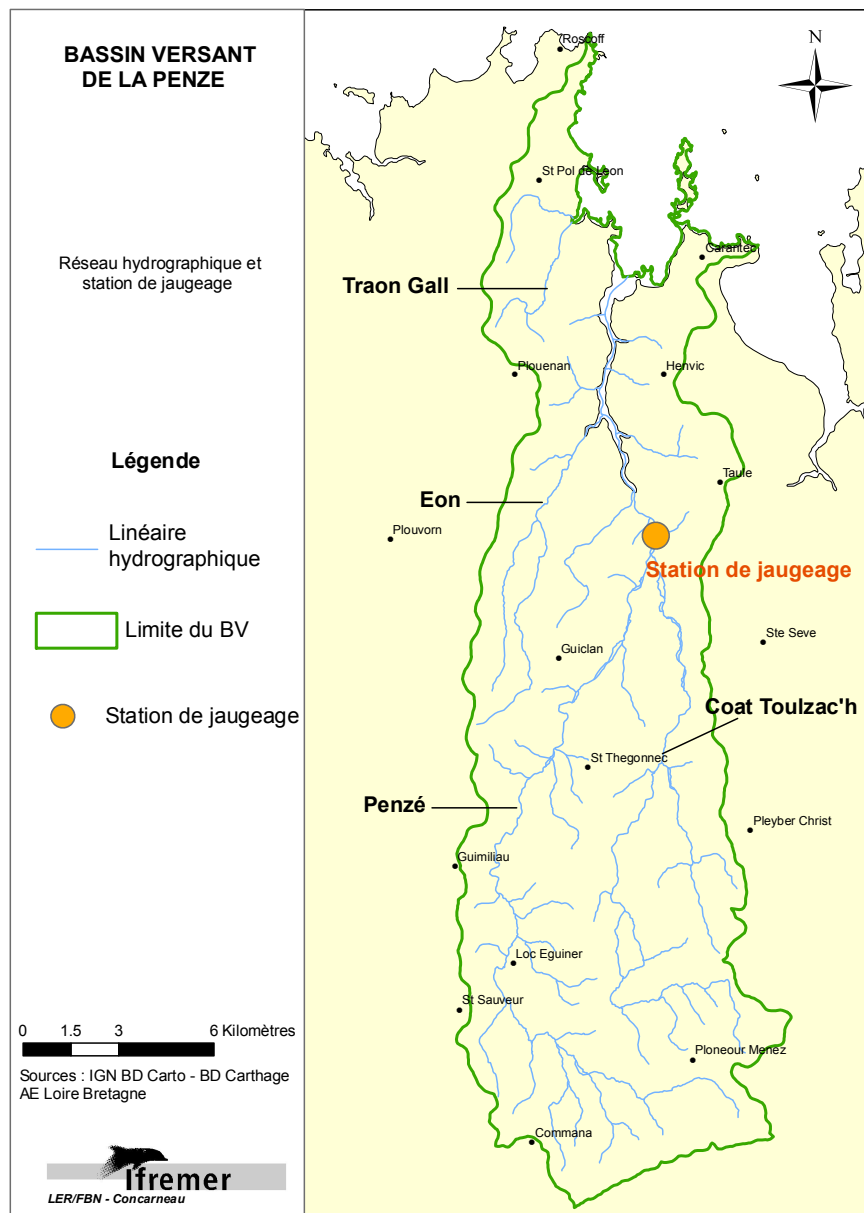 BASSIN VERSANT
DE LA PENZE
Réseau hydrographique et
station de jaugeage
Légende
Linéaire
hydrographique
Limite du BV
Station de jaugeage
0 1.5 3 6 Kilomètres
Sources : IGN BD Carto - BD Carthage
AE Loire Bretagne
Ifremer
LER/FBN - Concarneau
N
Roscoff
St Pol de Leon
Carantec
Traon Gall
Plouenan
Henvic
Taule
Eon
Plouvorn
Station de jaugeage
Ste Seve
Guiclan
Coat Toulzac'h
St Thegonnec
Penzé
Pleyber Christ
Guimiliau
Loc Eguiner
St Sauveur
Ploneour Menez
Commana